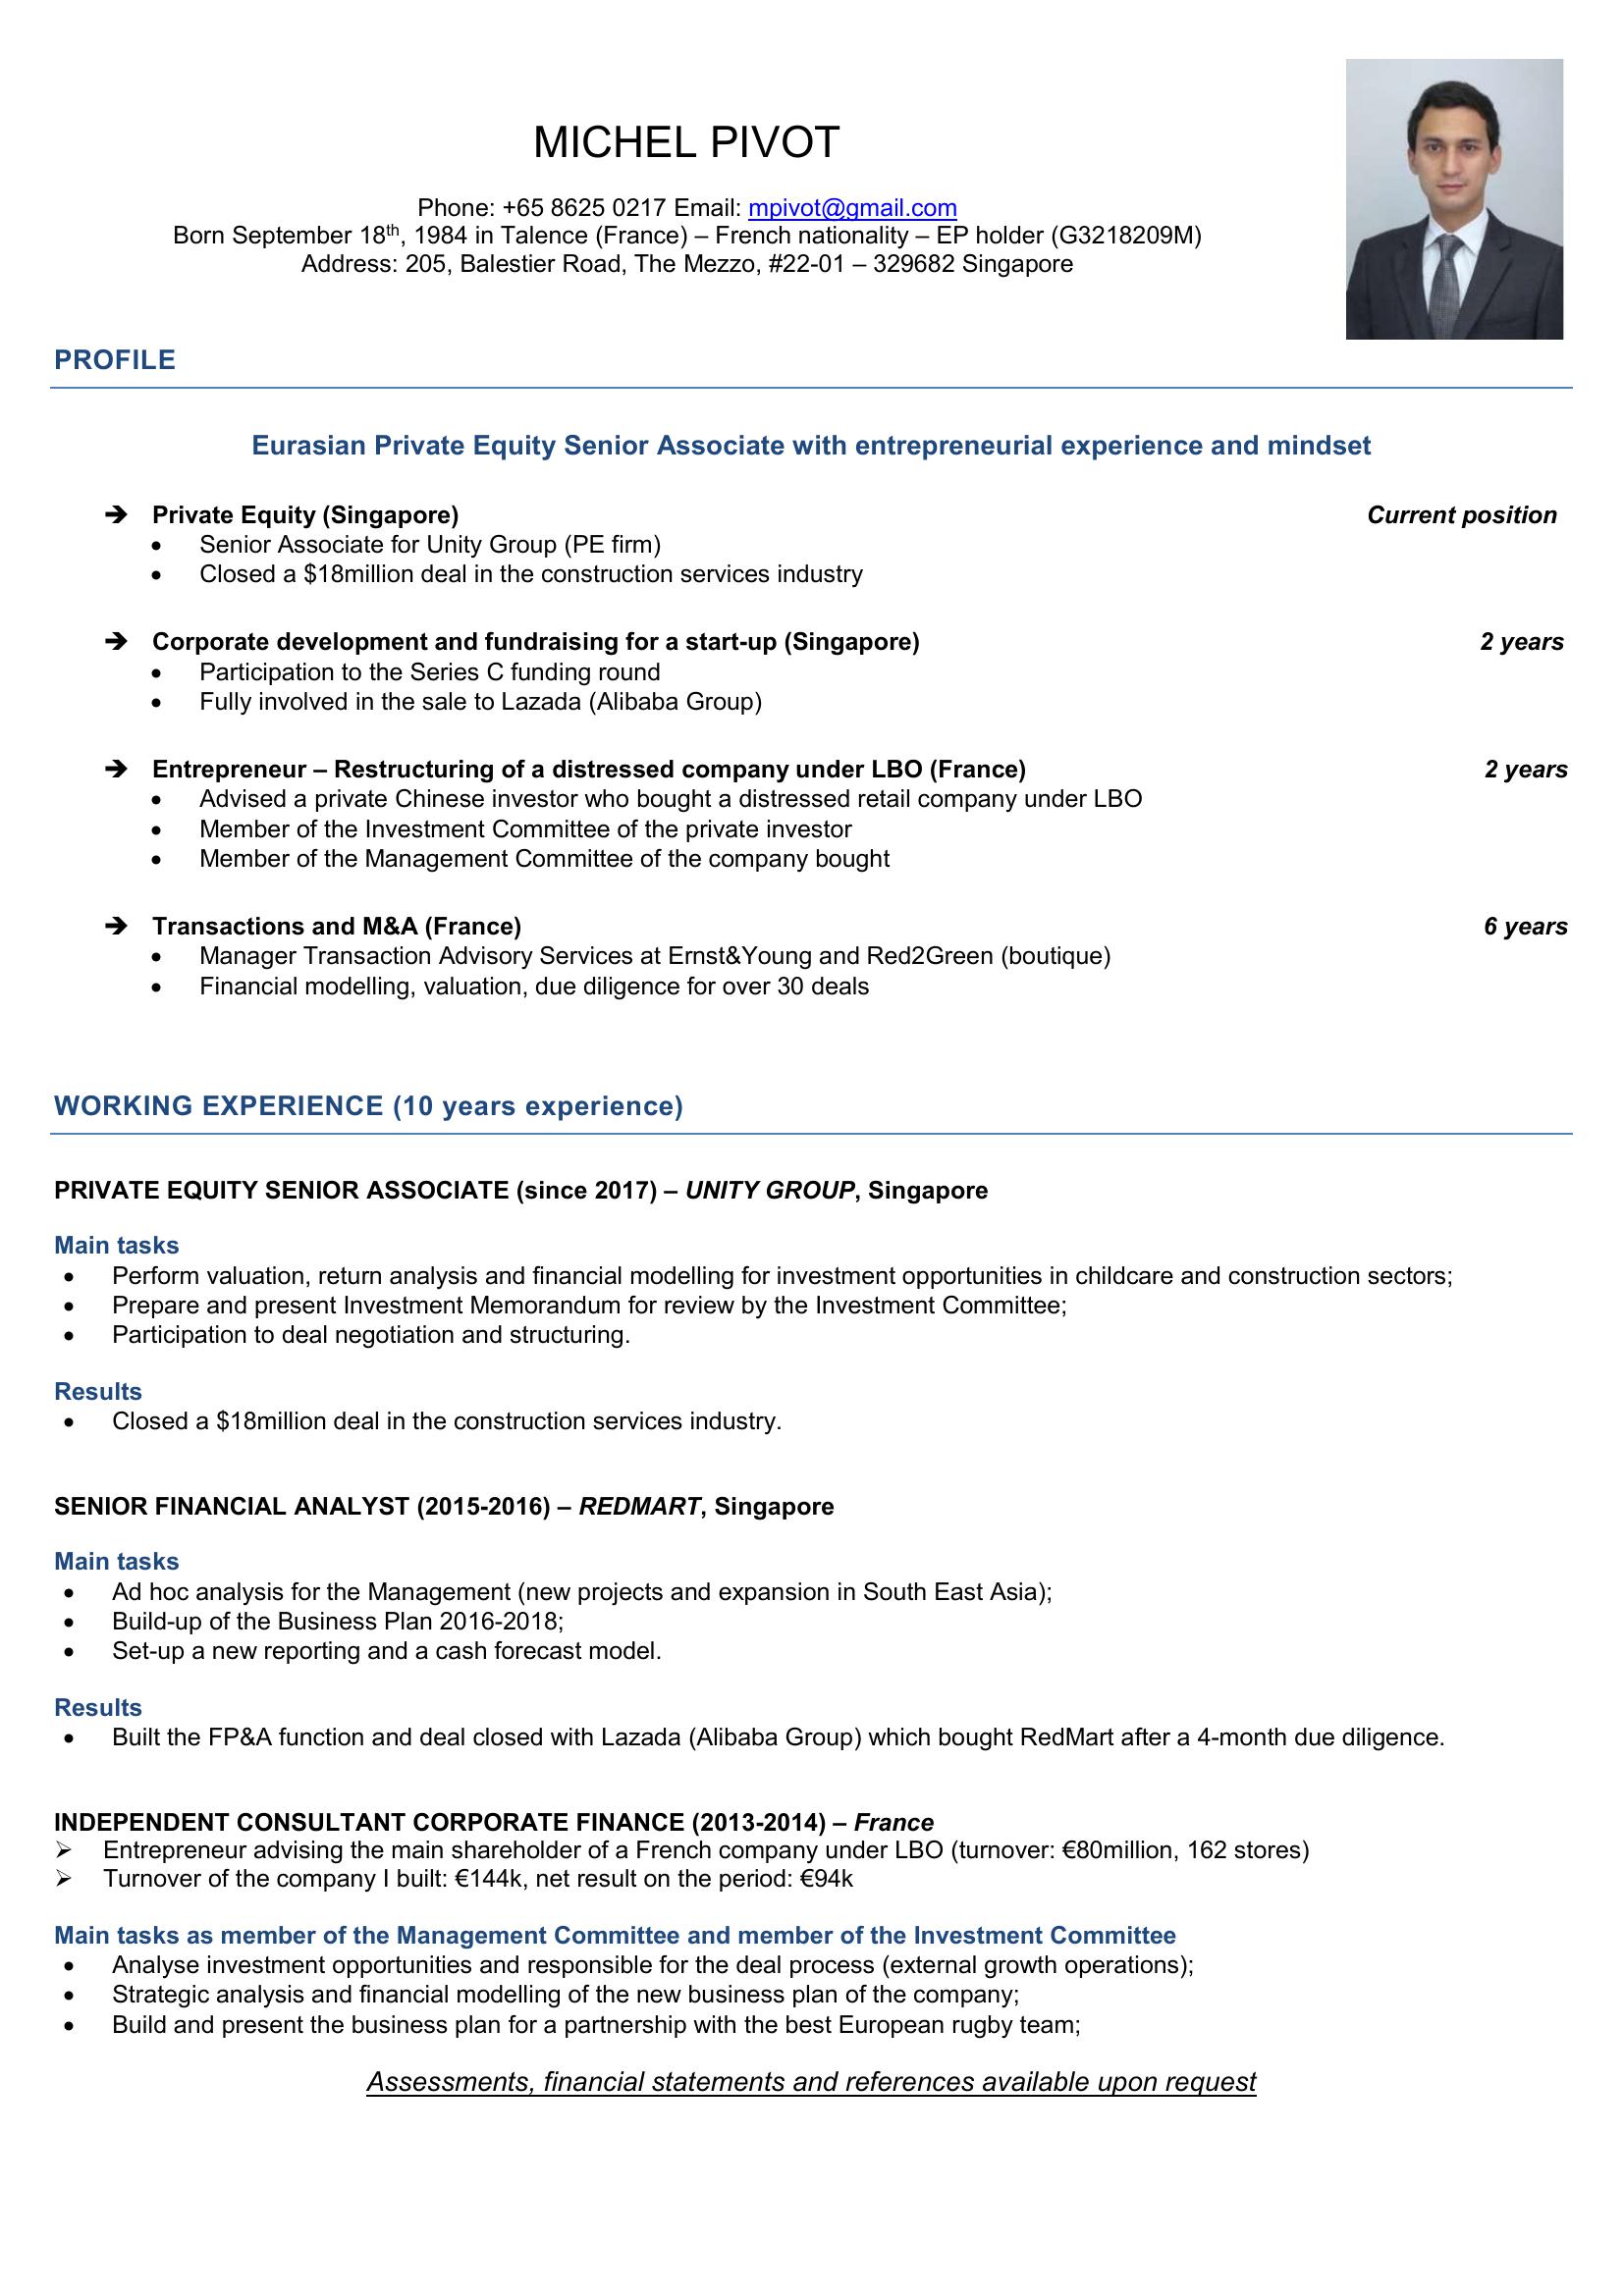 MICHEL PIVOT
Phone: +65 8625 0217 Email: mpivot@gmail.com
Born September 18th, 1984 in Talence (France) – French nationality – EP holder (G3218209M)
Address: 205, Balestier Road, The Mezzo, #22-01 – 329682 Singapore
PROFILE
Eurasian Private Equity Senior Associate with entrepreneurial experience and mindset
➔ Private Equity (Singapore) Current position
• Senior Associate for Unity Group (PE firm)
• Closed a $18million deal in the construction services industry
➔ Corporate development and fundraising for a start-up (Singapore) 2 years
• Participation to the Series C funding round
• Fully involved in the sale to Lazada (Alibaba Group)
➔ Entrepreneur – Restructuring of a distressed company under LBO (France) 2 years
• Advised a private Chinese investor who bought a distressed retail company under LBO
• Member of the Investment Committee of the private investor
• Member of the Management Committee of the company bought
➔ Transactions and M&A (France) 6 years
• Manager Transaction Advisory Services at Ernst&Young and Red2Green (boutique)
• Financial modelling, valuation, due diligence for over 30 deals
WORKING EXPERIENCE (10 years experience)
PRIVATE EQUITY SENIOR ASSOCIATE (since 2017) – UNITY GROUP, Singapore
Main tasks
• Perform valuation, return analysis and financial modelling for investment opportunities in childcare and construction sectors;
• Prepare and present Investment Memorandum for review by the Investment Committee;
• Participation to deal negotiation and structuring.
Results
• Closed a $18million deal in the construction services industry.
SENIOR FINANCIAL ANALYST (2015-2016) – REDMART, Singapore
Main tasks
• Ad hoc analysis for the Management (new projects and expansion in South East Asia);
• Build-up of the Business Plan 2016-2018;
• Set-up a new reporting and a cash forecast model.
Results
• Built the FP&A function and deal closed with Lazada (Alibaba Group) which bought RedMart after a 4-month due diligence.
INDEPENDENT CONSULTANT CORPORATE FINANCE (2013-2014) – France
➢ Entrepreneur advising the main shareholder of a French company under LBO (turnover: €80million, 162 stores)
➢ Turnover of the company I built: €144k, net result on the period: €94k
Main tasks as member of the Management Committee and member of the Investment Committee
• Analyse investment opportunities and responsible for the deal process (external growth operations);
• Strategic analysis and financial modelling of the new business plan of the company;
• Build and present the business plan for a partnership with the best European rugby team;
Assessments, financial statements and references available upon request